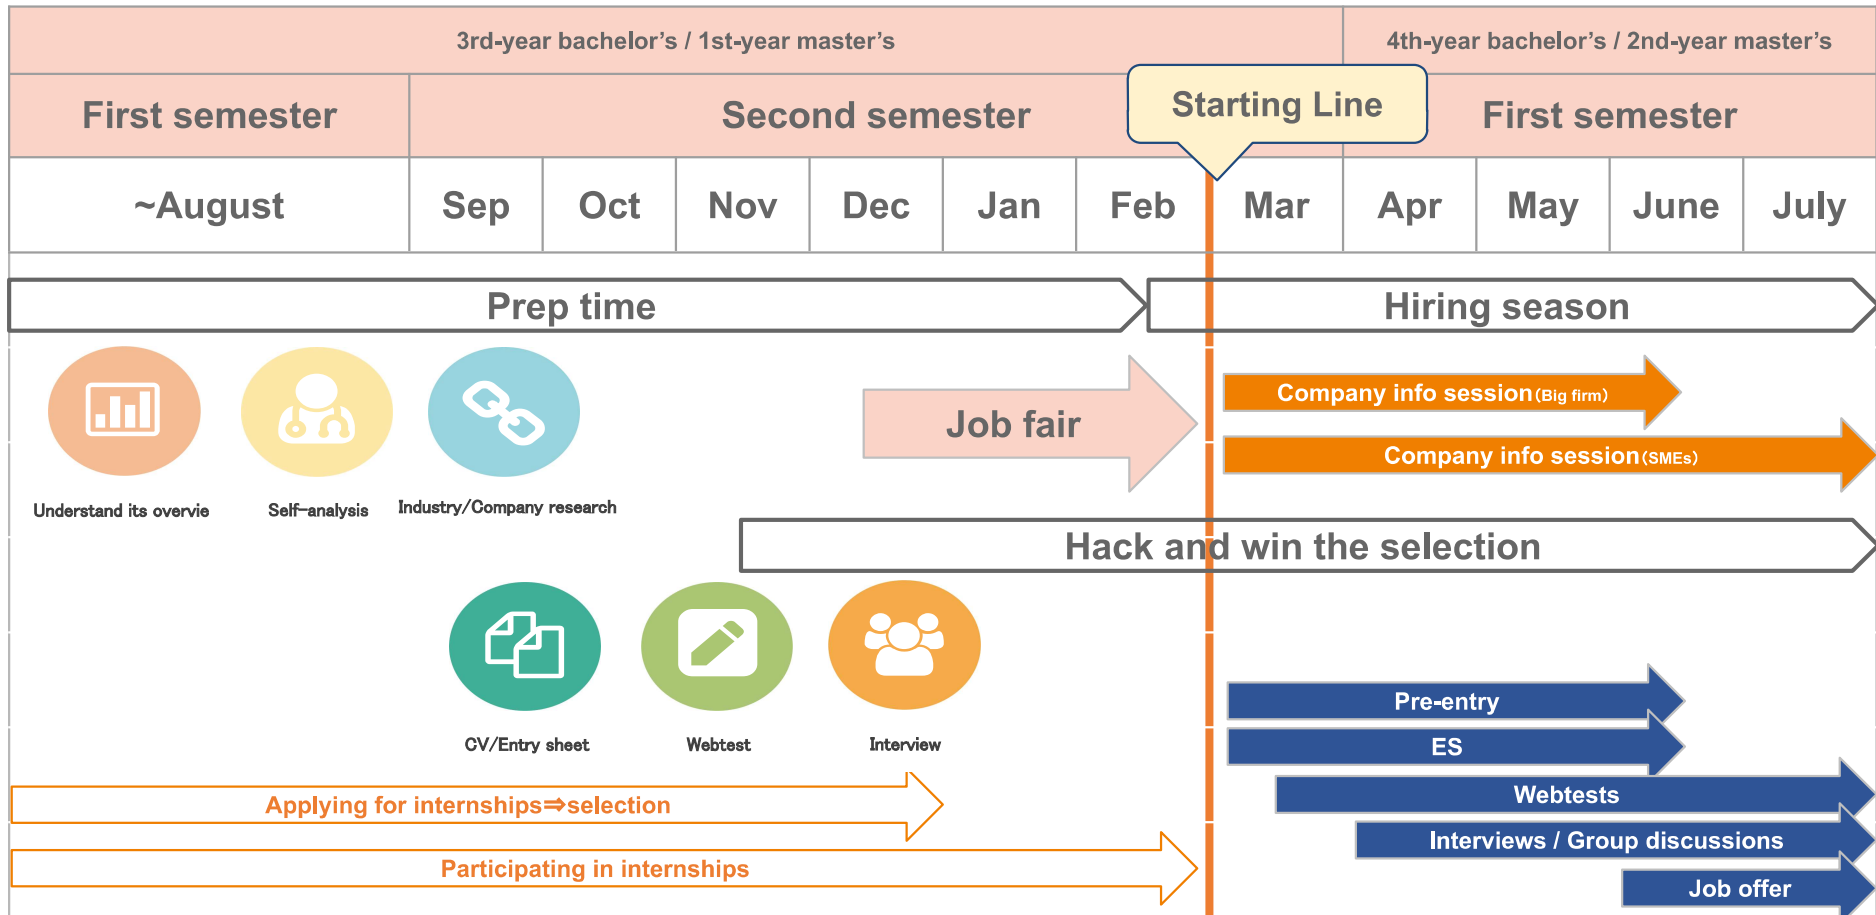 3rd-year bachelor's / 1st-year master's
4th-year bachelor's / 2nd-year master's
First semester
Second semester
Starting Line
First semester
~August
Sep
Oct
Nov
Dec
Jan
Feb
Mar
Apr
May
June
July
Prep time
Hiring season
Company info session(Big firm)
Job fair
Company info session(SMEs)
Understand its overvie
Self-analysis
Industry/Company research
Hack and win the selection
Pre-entry
CV/Entry sheet
Webtest
Interview
ES
Applying for internships⇒selection
Webtests
Interviews / Group discussions
Participating in internships
Job offer